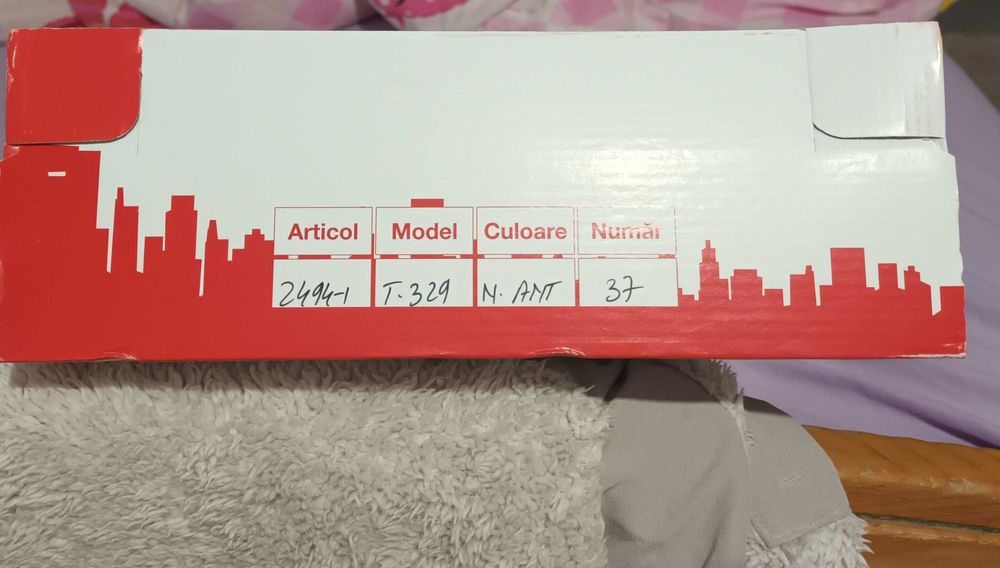 Articol Model Culoare Număr
2494-1 T.329 N. ANT 37